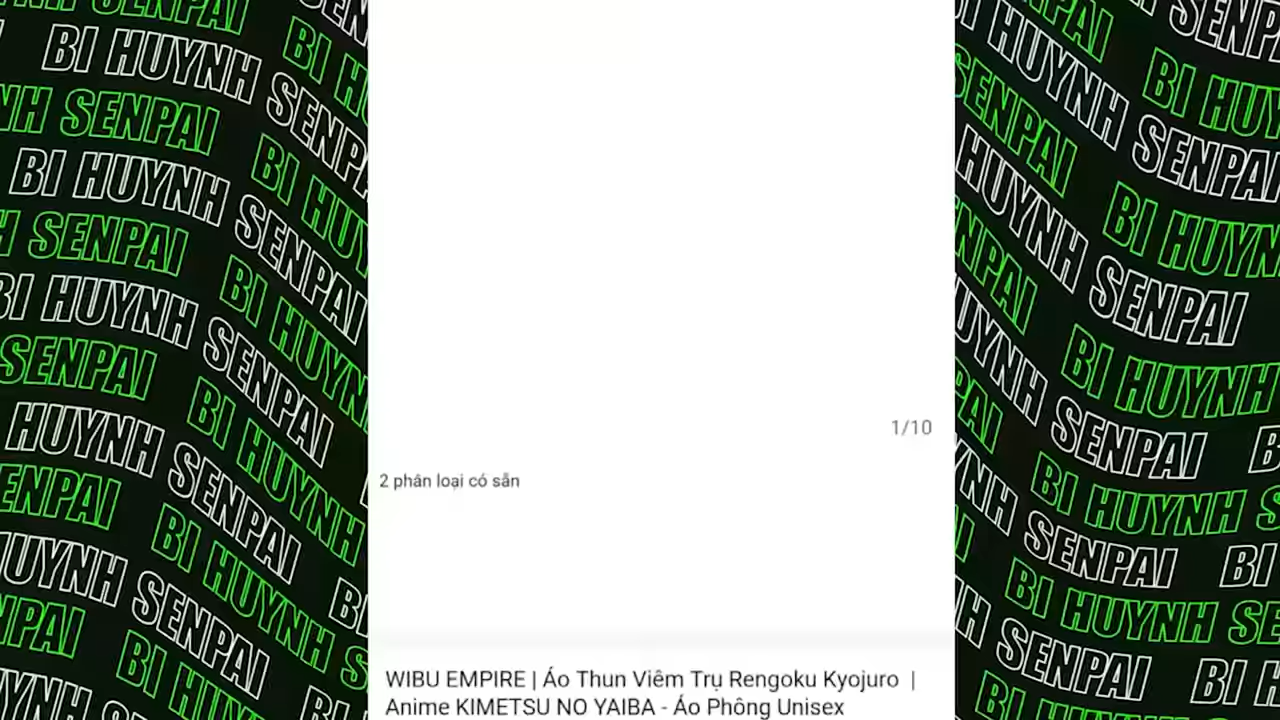 BI HUYNH SENPAI
1/10
2 phân loại có sẵn
WIBU EMPIRE | Áo Thun Viêm Trụ Rengoku Kyojuro |
Anime KIMETSU NO YAIBA - Áo Phông Unisex